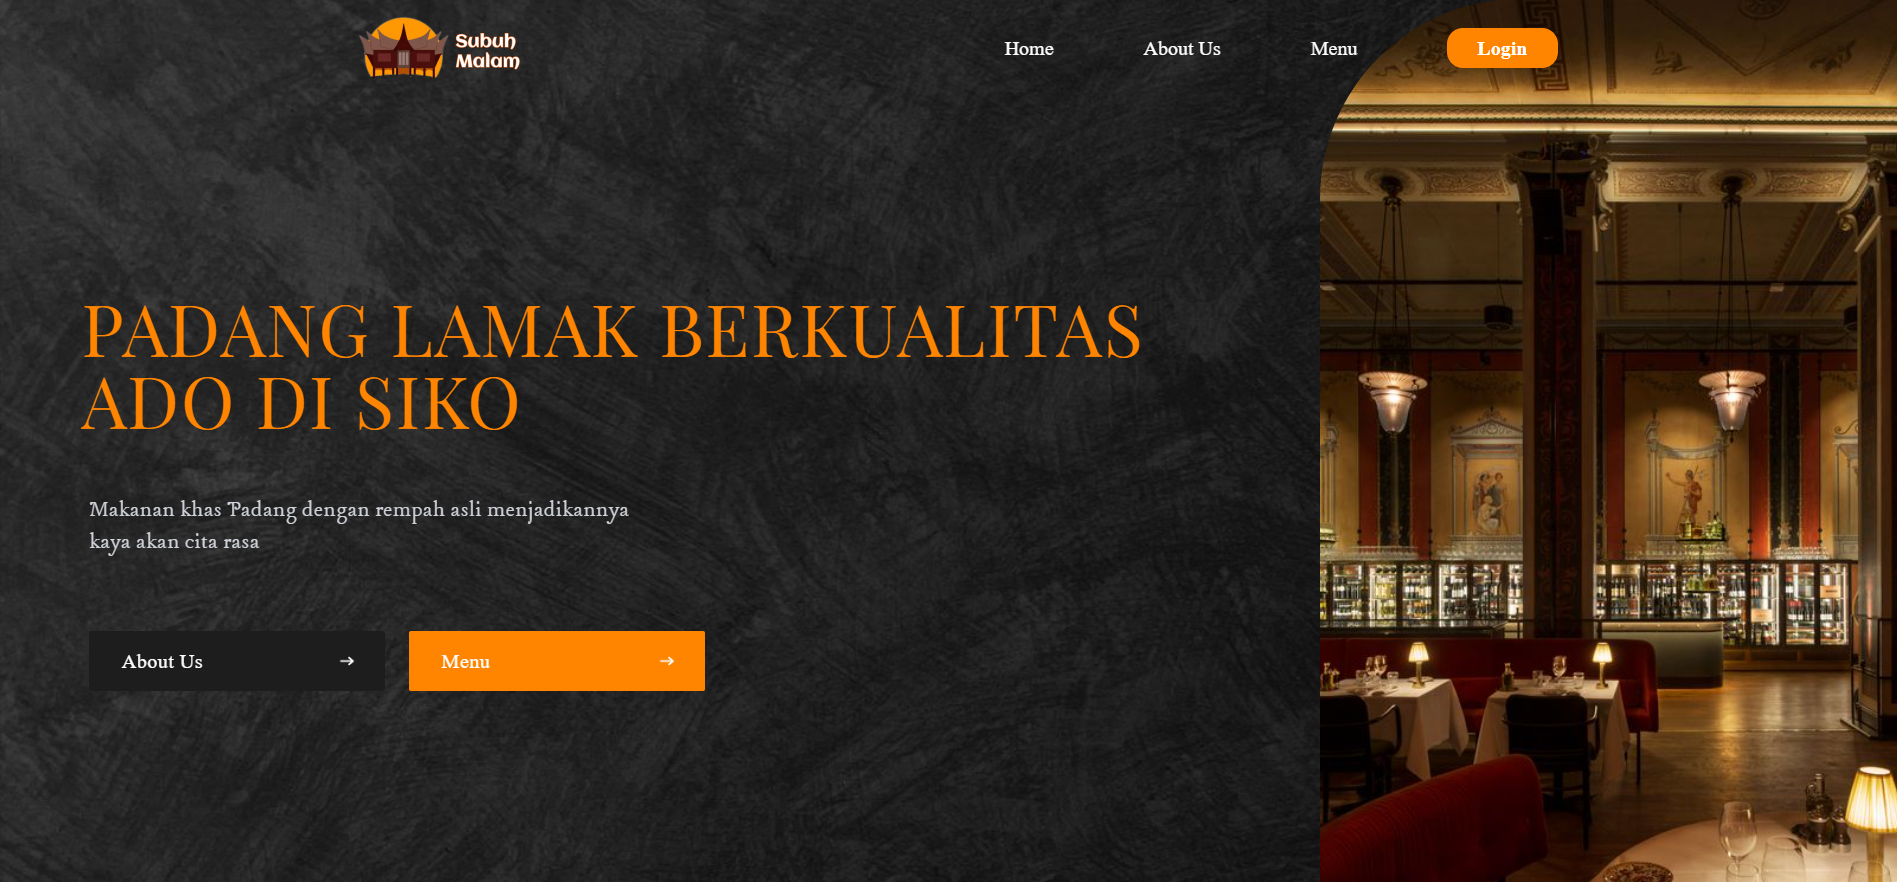 Subuh
Malam
Home
About Us
Menu
Login
PADANG LAMAK BERKUALITAS
ADO DI SIKO
Makanan khas Padang dengan rempah asli menjadikannya
kaya akan cita rasa
About Us →
Menu →